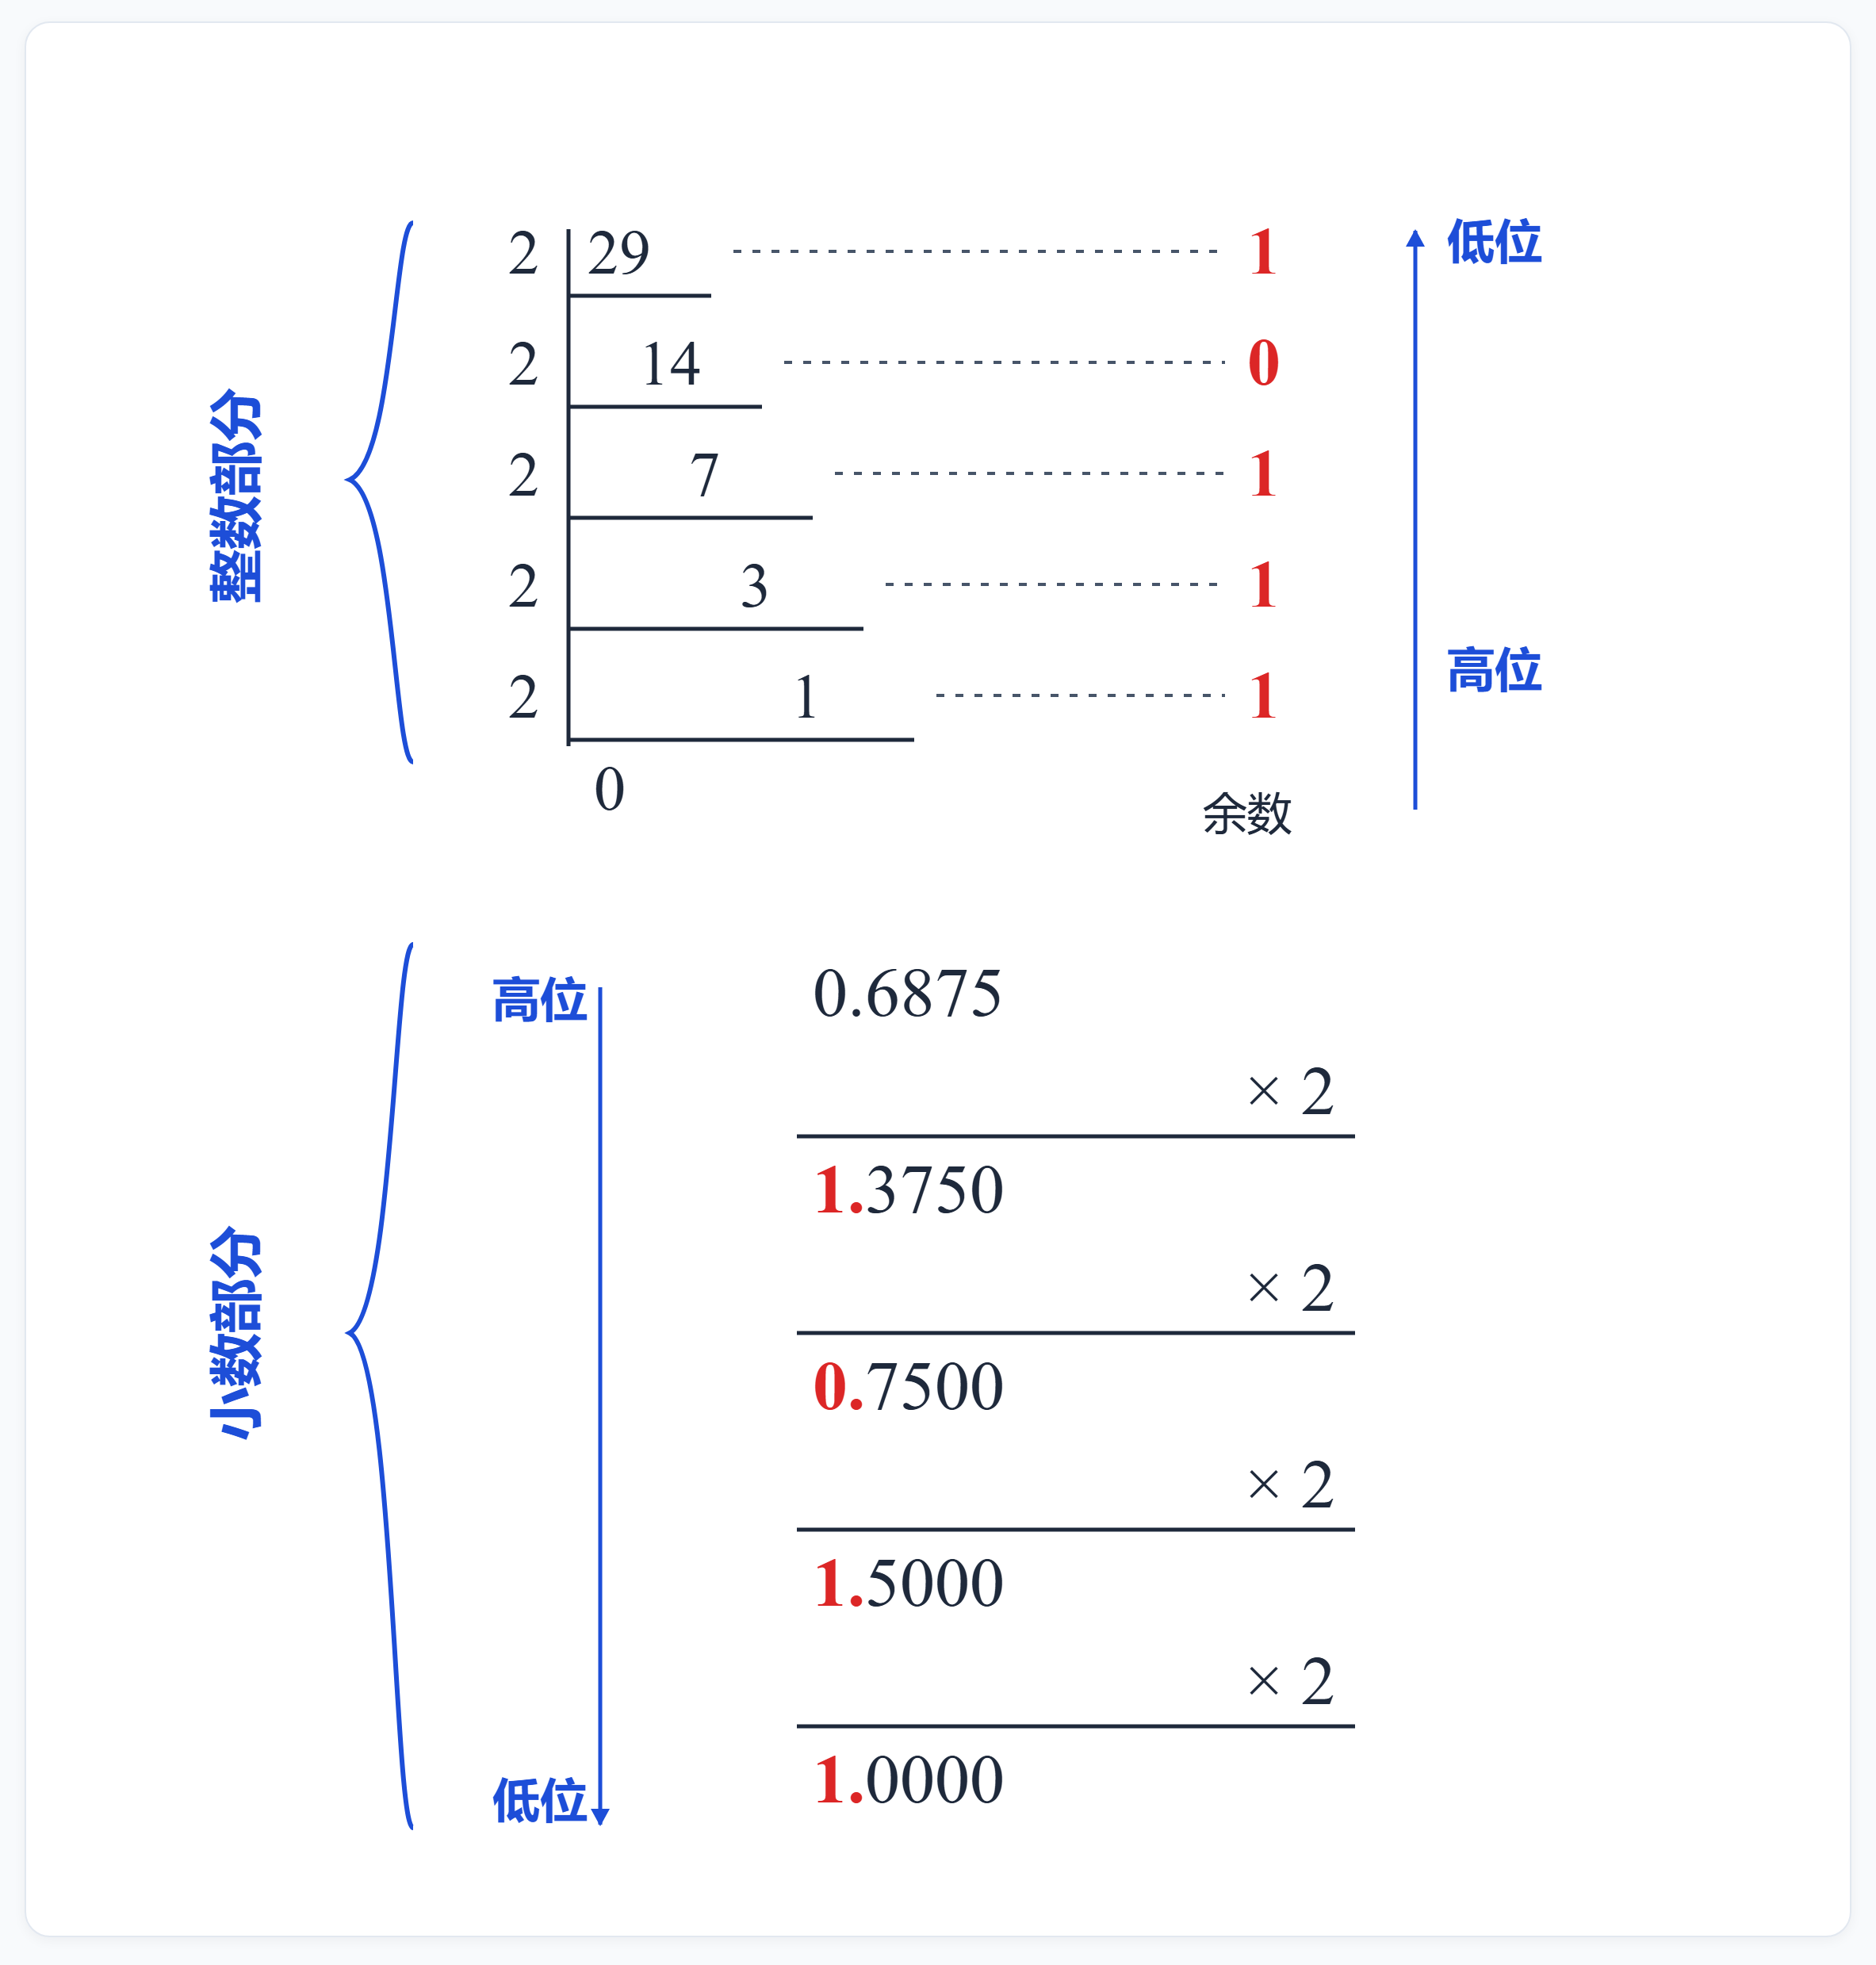 整数部分
2 29 1 低位
2 14 0
2 7 1
2 3 1
2 1 1 高位
0 余数
小数部分
高位 0.6875
× 2
1.3750
× 2
0.7500
× 2
1.5000
× 2
低位 1.0000